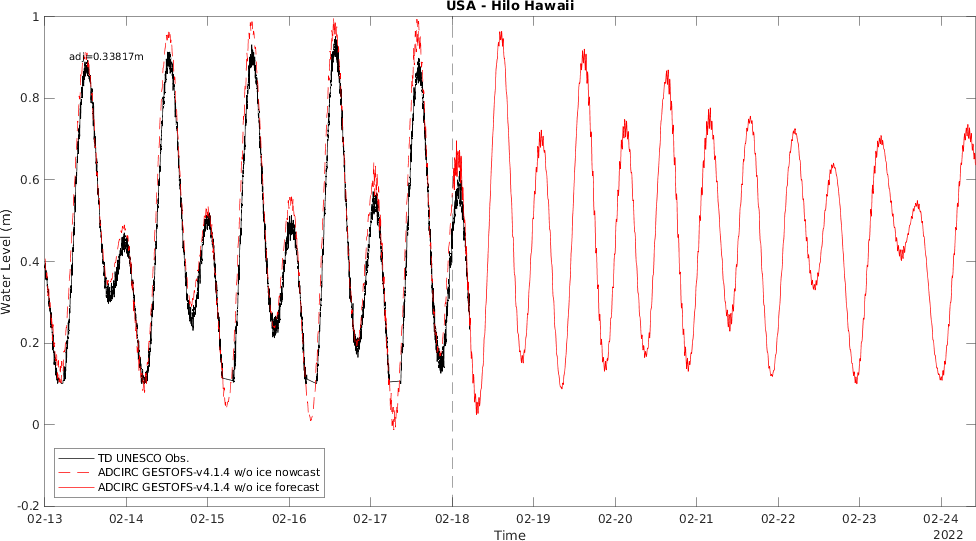 USA - Hilo Hawaii
1
adj=0.33817m
0.8
0.6
0.4
0.2
0
-0.2
Water Level (m)
TD UNESCO Obs.
ADCIRC GESTOFS-v4.1.4 w/o ice nowcast
ADCIRC GESTOFS-v4.1.4 w/o ice forecast
02-13 02-14 02-15 02-16 02-17 02-18 02-19 02-20 02-21 02-22 02-23 02-24
Time
2022